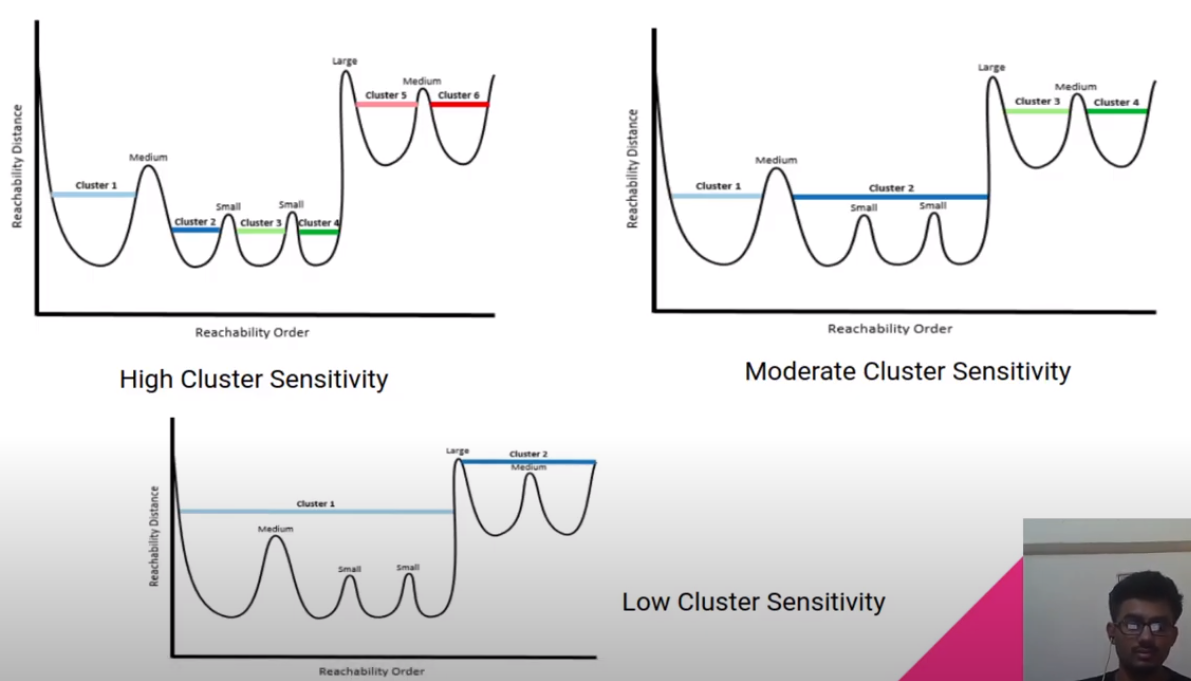 Large
Medium
Cluster 5
Cluster 6
Medium
Cluster 1
Small
Small
Cluster 2
Cluster 3
Cluster 4
Reachability Distance
Reachability Order
High Cluster Sensitivity
Large
Medium
Cluster 3
Cluster 4
Medium
Cluster 1
Cluster 2
Small
Small
Reachability Distance
Reachability Order
Moderate Cluster Sensitivity
Large
Cluster 2
Medium
Cluster 1
Medium
Small
Small
Reachability Distance
Reachability Order
Low Cluster Sensitivity